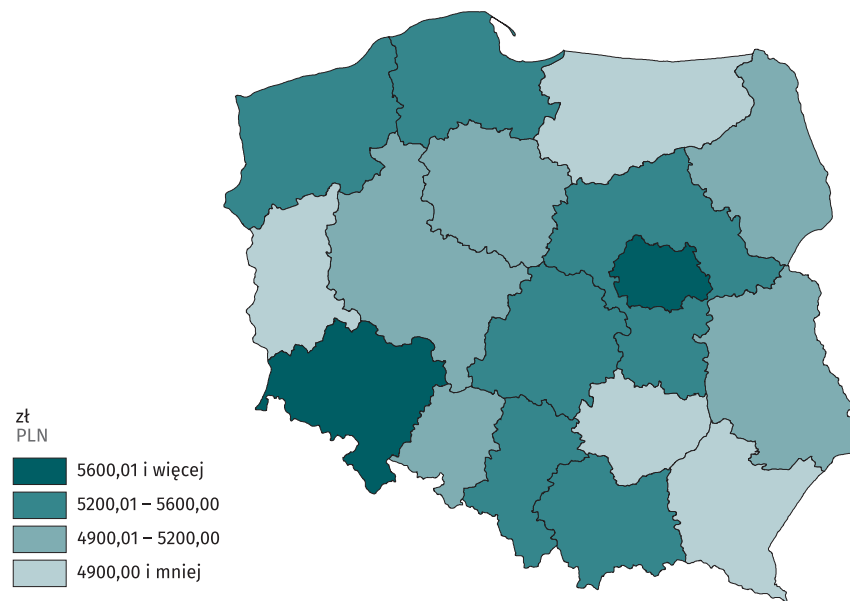 zł
PLN
5600,01 i więcej
5200,01 – 5600,00
4900,01 – 5200,00
4900,00 i mniej